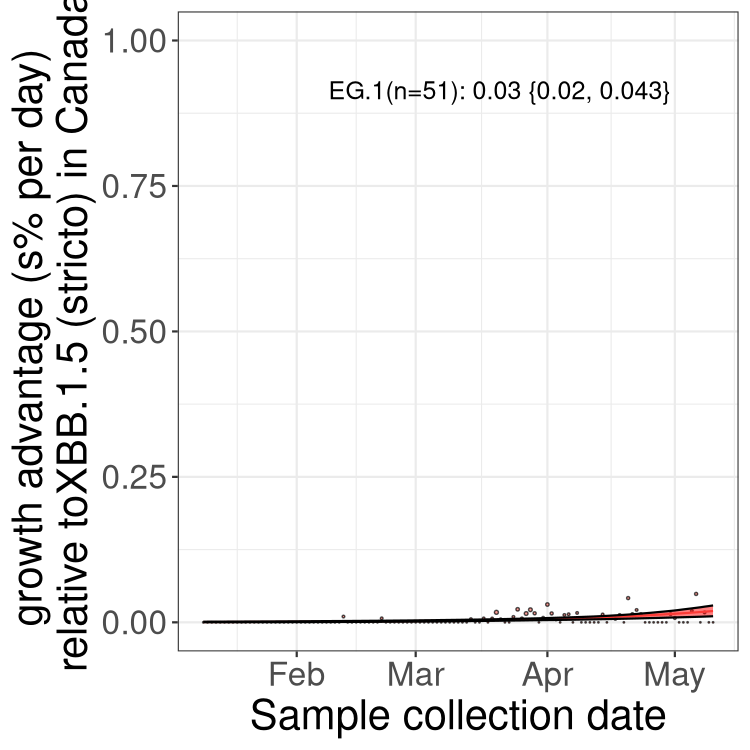 growth advantage (s% per day)
relative toXBB.1.5 (stricto) in Canada
1.00
0.75
0.50
0.25
0.00
EG.1(n=51): 0.03 {0.02, 0.043}
Feb Mar Apr May
Sample collection date